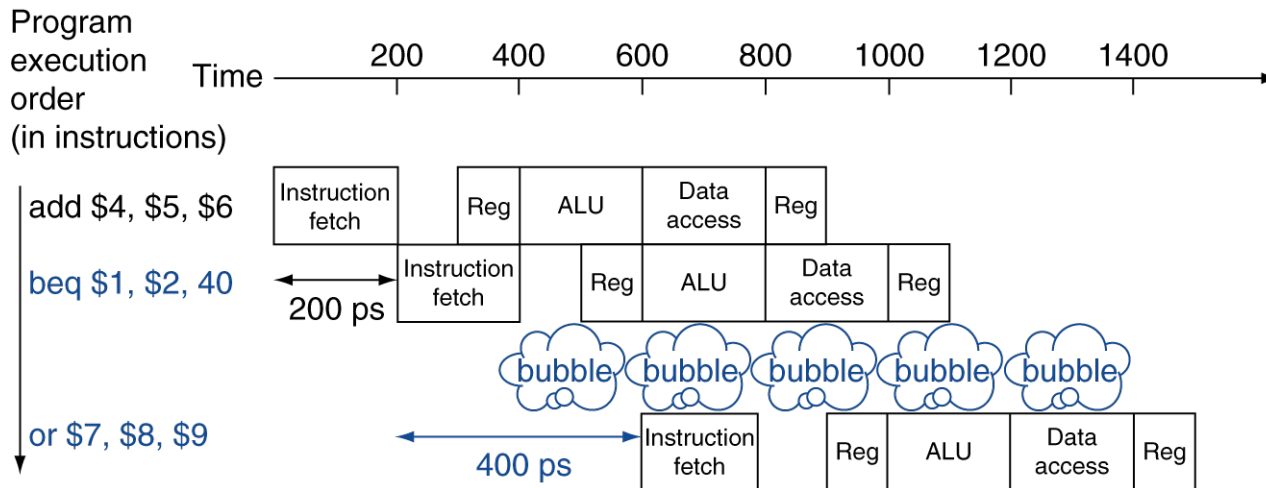 Program
execution
order
(in instructions)
Time
200 400 600 800 1000 1200 1400
add $4, $5, $6
Instruction
fetch
Reg
ALU
Data
access
Reg
beq $1, $2, 40
200 ps
Instruction
fetch
Reg
ALU
Data
access
Reg
bubble bubble bubble bubble bubble
or $7, $8, $9
400 ps
Instruction
fetch
Reg
ALU
Data
access
Reg